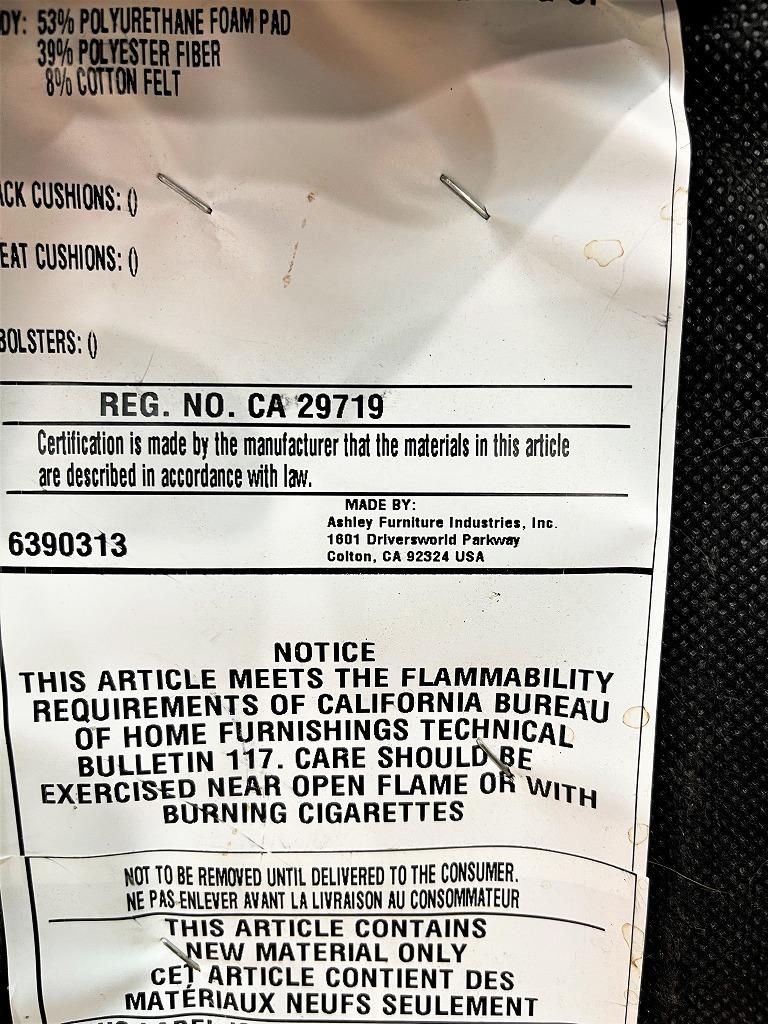 DY: 53% POLYURETHANE FOAM PAD
39% POLYESTER FIBER
8% COTTON FELT
ACK CUSHIONS: ()
EAT CUSHIONS: ()
BOLSTERS: ()
REG. NO. CA 29719
Certification is made by the manufacturer that the materials in this article
are described in accordance with law.
MADE BY:
Ashley Furniture Industries, Inc.
1601 Driversworld Parkway
Colton, CA 92324 USA
6390313
NOTICE
THIS ARTICLE MEETS THE FLAMMABILITY
REQUIREMENTS OF CALIFORNIA BUREAU
OF HOME FURNISHINGS TECHNICAL
BULLETIN 117. CARE SHOULD BE
EXERCISED NEAR OPEN FLAME OR WITH
BURNING CIGARETTES
NOT TO BE REMOVED UNTIL DELIVERED TO THE CONSUMER.
NE PAS ENLEVER AVANT LA LIVRAISON AU CONSOMMATEUR
THIS ARTICLE CONTAINS
NEW MATERIAL ONLY
CET ARTICLE CONTIENT DES
MATÉRIAUX NEUFS SEULEMENT